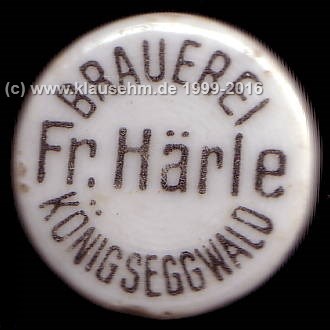 BRAUEREI
(c) www.klausehm.de 1999-2016
Fr. Härle
KÖNIGSEGGWALD